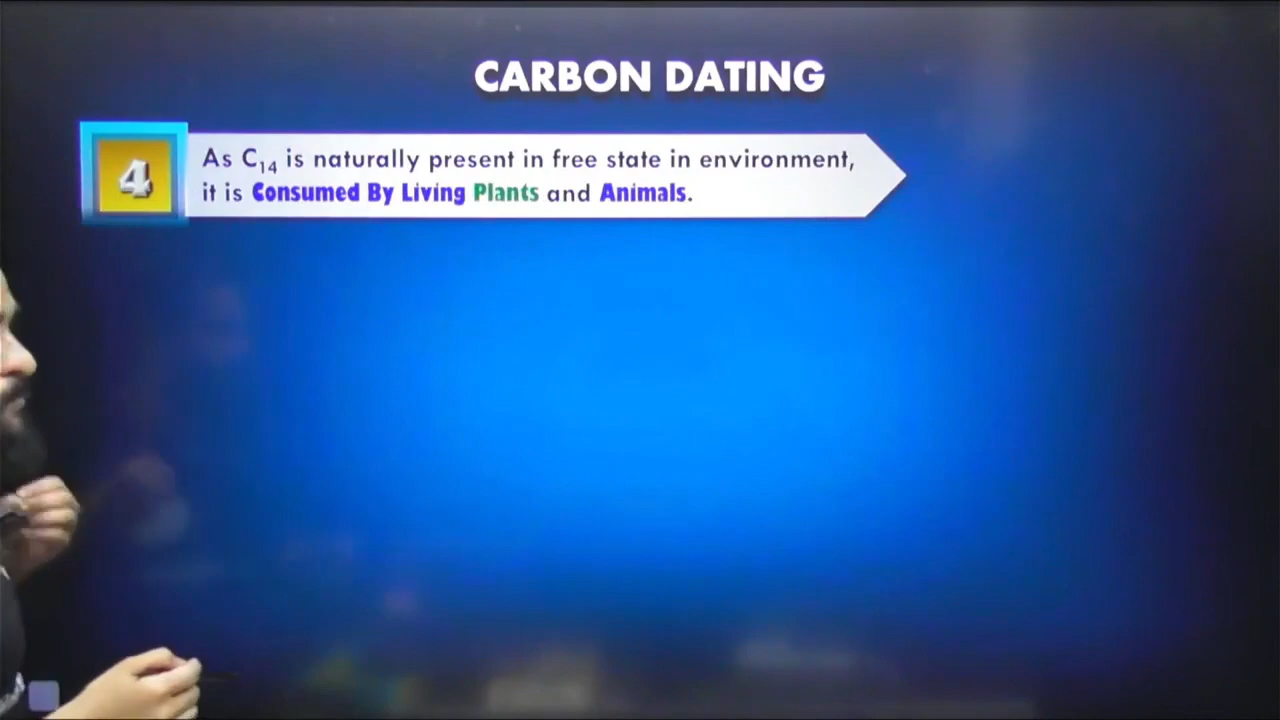 CARBON DATING
4
As C₁₄ is naturally present in free state in environment,
it is Consumed By Living Plants and Animals.